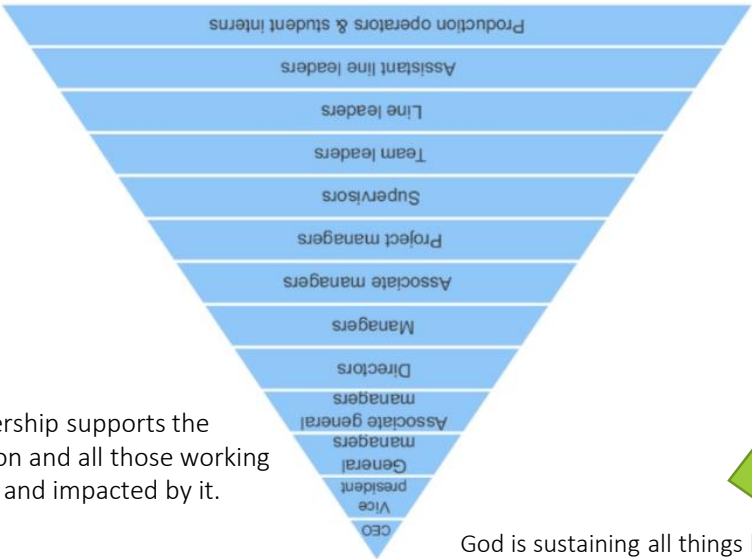 Production operators & student interns
Assistant line leaders
Line leaders
Team leaders
Supervisors
Project managers
Associate managers
Managers
Directors
Associate general
managers
General
managers
Vice
president
CEO
ership supports the
on and all those working
and impacted by it.
God is sustaining all things